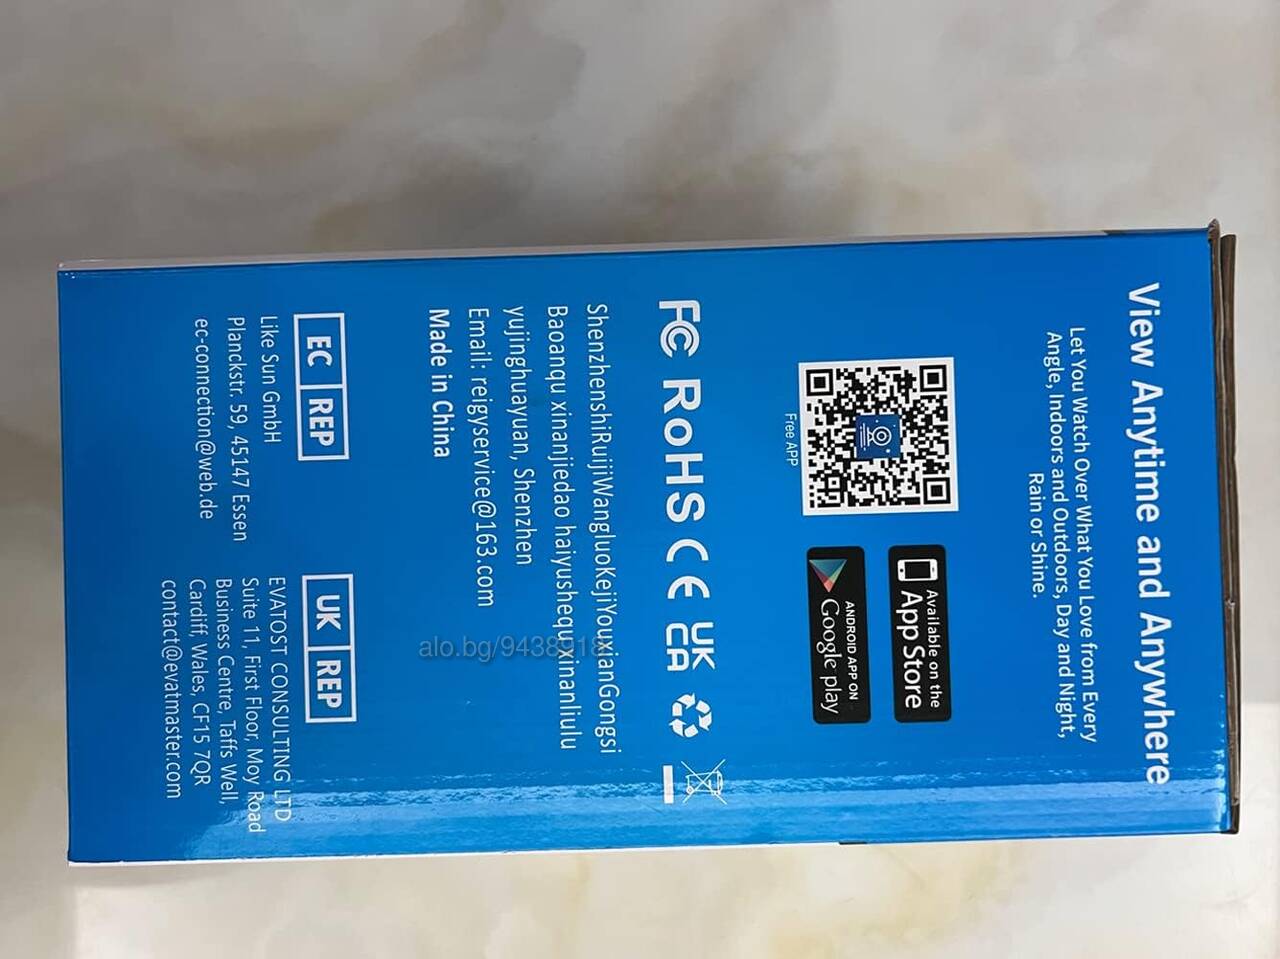 View Anytime and Anywhere
Let You Watch Over What You Love from Every
Angle, Indoors and Outdoors, Day and Night,
Rain or Shine.
Free APP
Available on the
App Store
ANDROID APP ON
Google play
FC RoHS CE UK CA
ShenzhenshiRuijiWangluoKejiYouxianGongsi
Baoanqu xinanjiedao haiyushequ xinanliulu
yujinghuayuan, Shenzhen
Email: reigyservice@163.com
Made in China
EC REP
Like Sun GmbH
Planckstr. 59, 45147 Essen
ec-connection@web.de
UK REP
EVATOST CONSULTING LTD
Suite 11, First Floor, Moy Road
Business Centre, Taffs Well,
Cardiff, Wales, CF15 7QR
contact@evatmaster.com
alo.bg/9438918